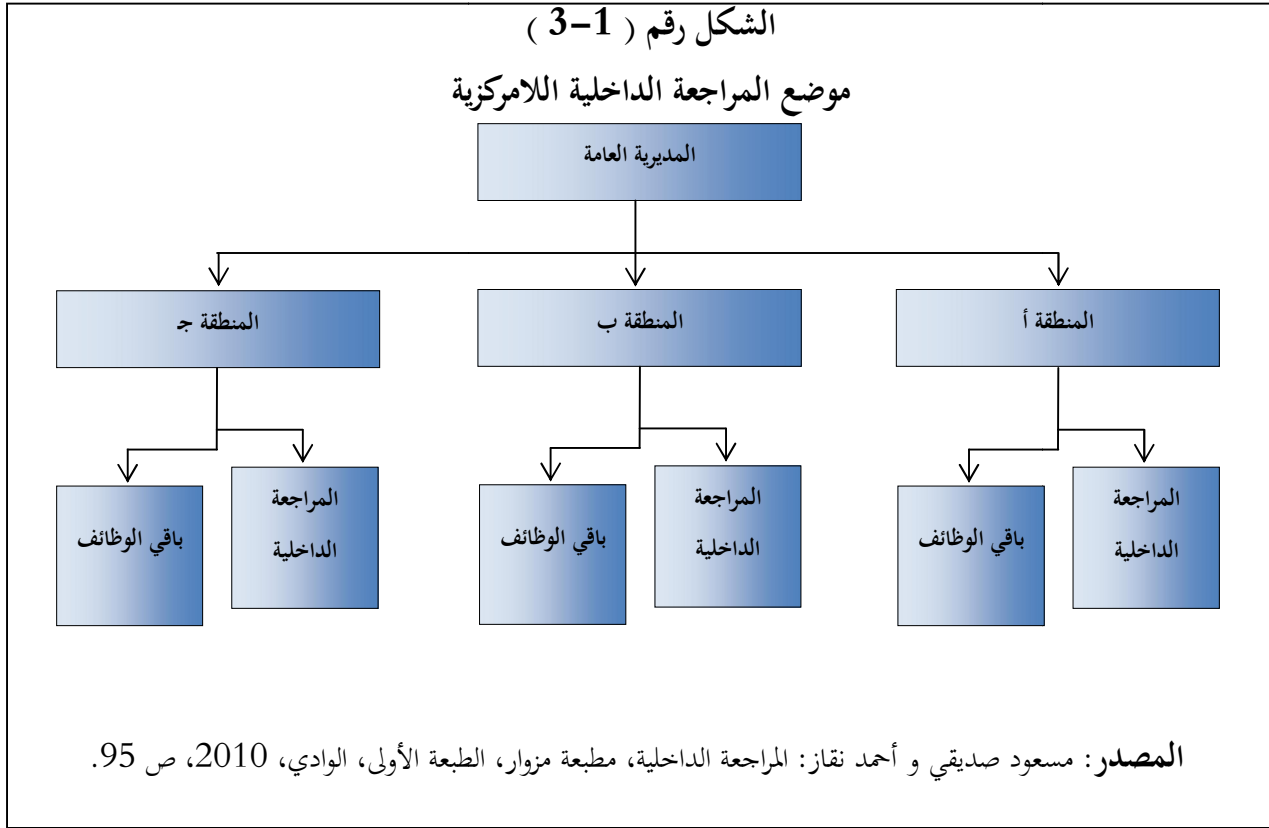 الشكل رقم ( 1-3 )
موضع المراجعة الداخلية اللامركزية
المديرية العامة
المنطقة أ
المنطقة ب
المنطقة ج
المراجعة
الداخلية
باقي الوظائف
المراجعة
الداخلية
باقي الوظائف
المراجعة
الداخلية
باقي الوظائف
المصدر: مسعود صديقي و أحمد نقاز: المراجعة الداخلية، مطبعة مزوار، الطبعة الأولى، الوادي، 2010، ص 95.